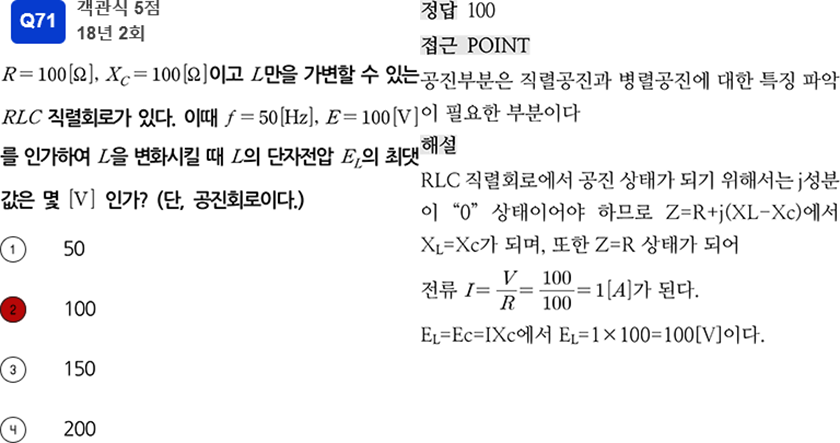 Q71
객관식 5점
18년 2회
R=100[Ω], X_C=100[Ω]이고 L만을 가변할 수 있는
RLC 직렬회로가 있다. 이때 f=50[Hz], E=100[V]
를 인가하여 L을 변화시킬 때 L의 단자전압 E_L의 최댓
값은 몇 [V] 인가? (단, 공진회로이다.)
1 50
2 100
3 150
4 200
정답 100
접근 POINT
공진부분은 직렬공진과 병렬공진에 대한 특징 파악
이 필요한 부분이다
해설
RLC 직렬회로에서 공진 상태가 되기 위해서는 j성분
이 “0” 상태이어야 하므로 Z=R+j(XL-Xc)에서
X_L=Xc가 되며, 또한 Z=R 상태가 되어
전류 I=V/R=100/100=1[A]가 된다.
E_L=Ec=IXc에서 E_L=1×100=100[V]이다.